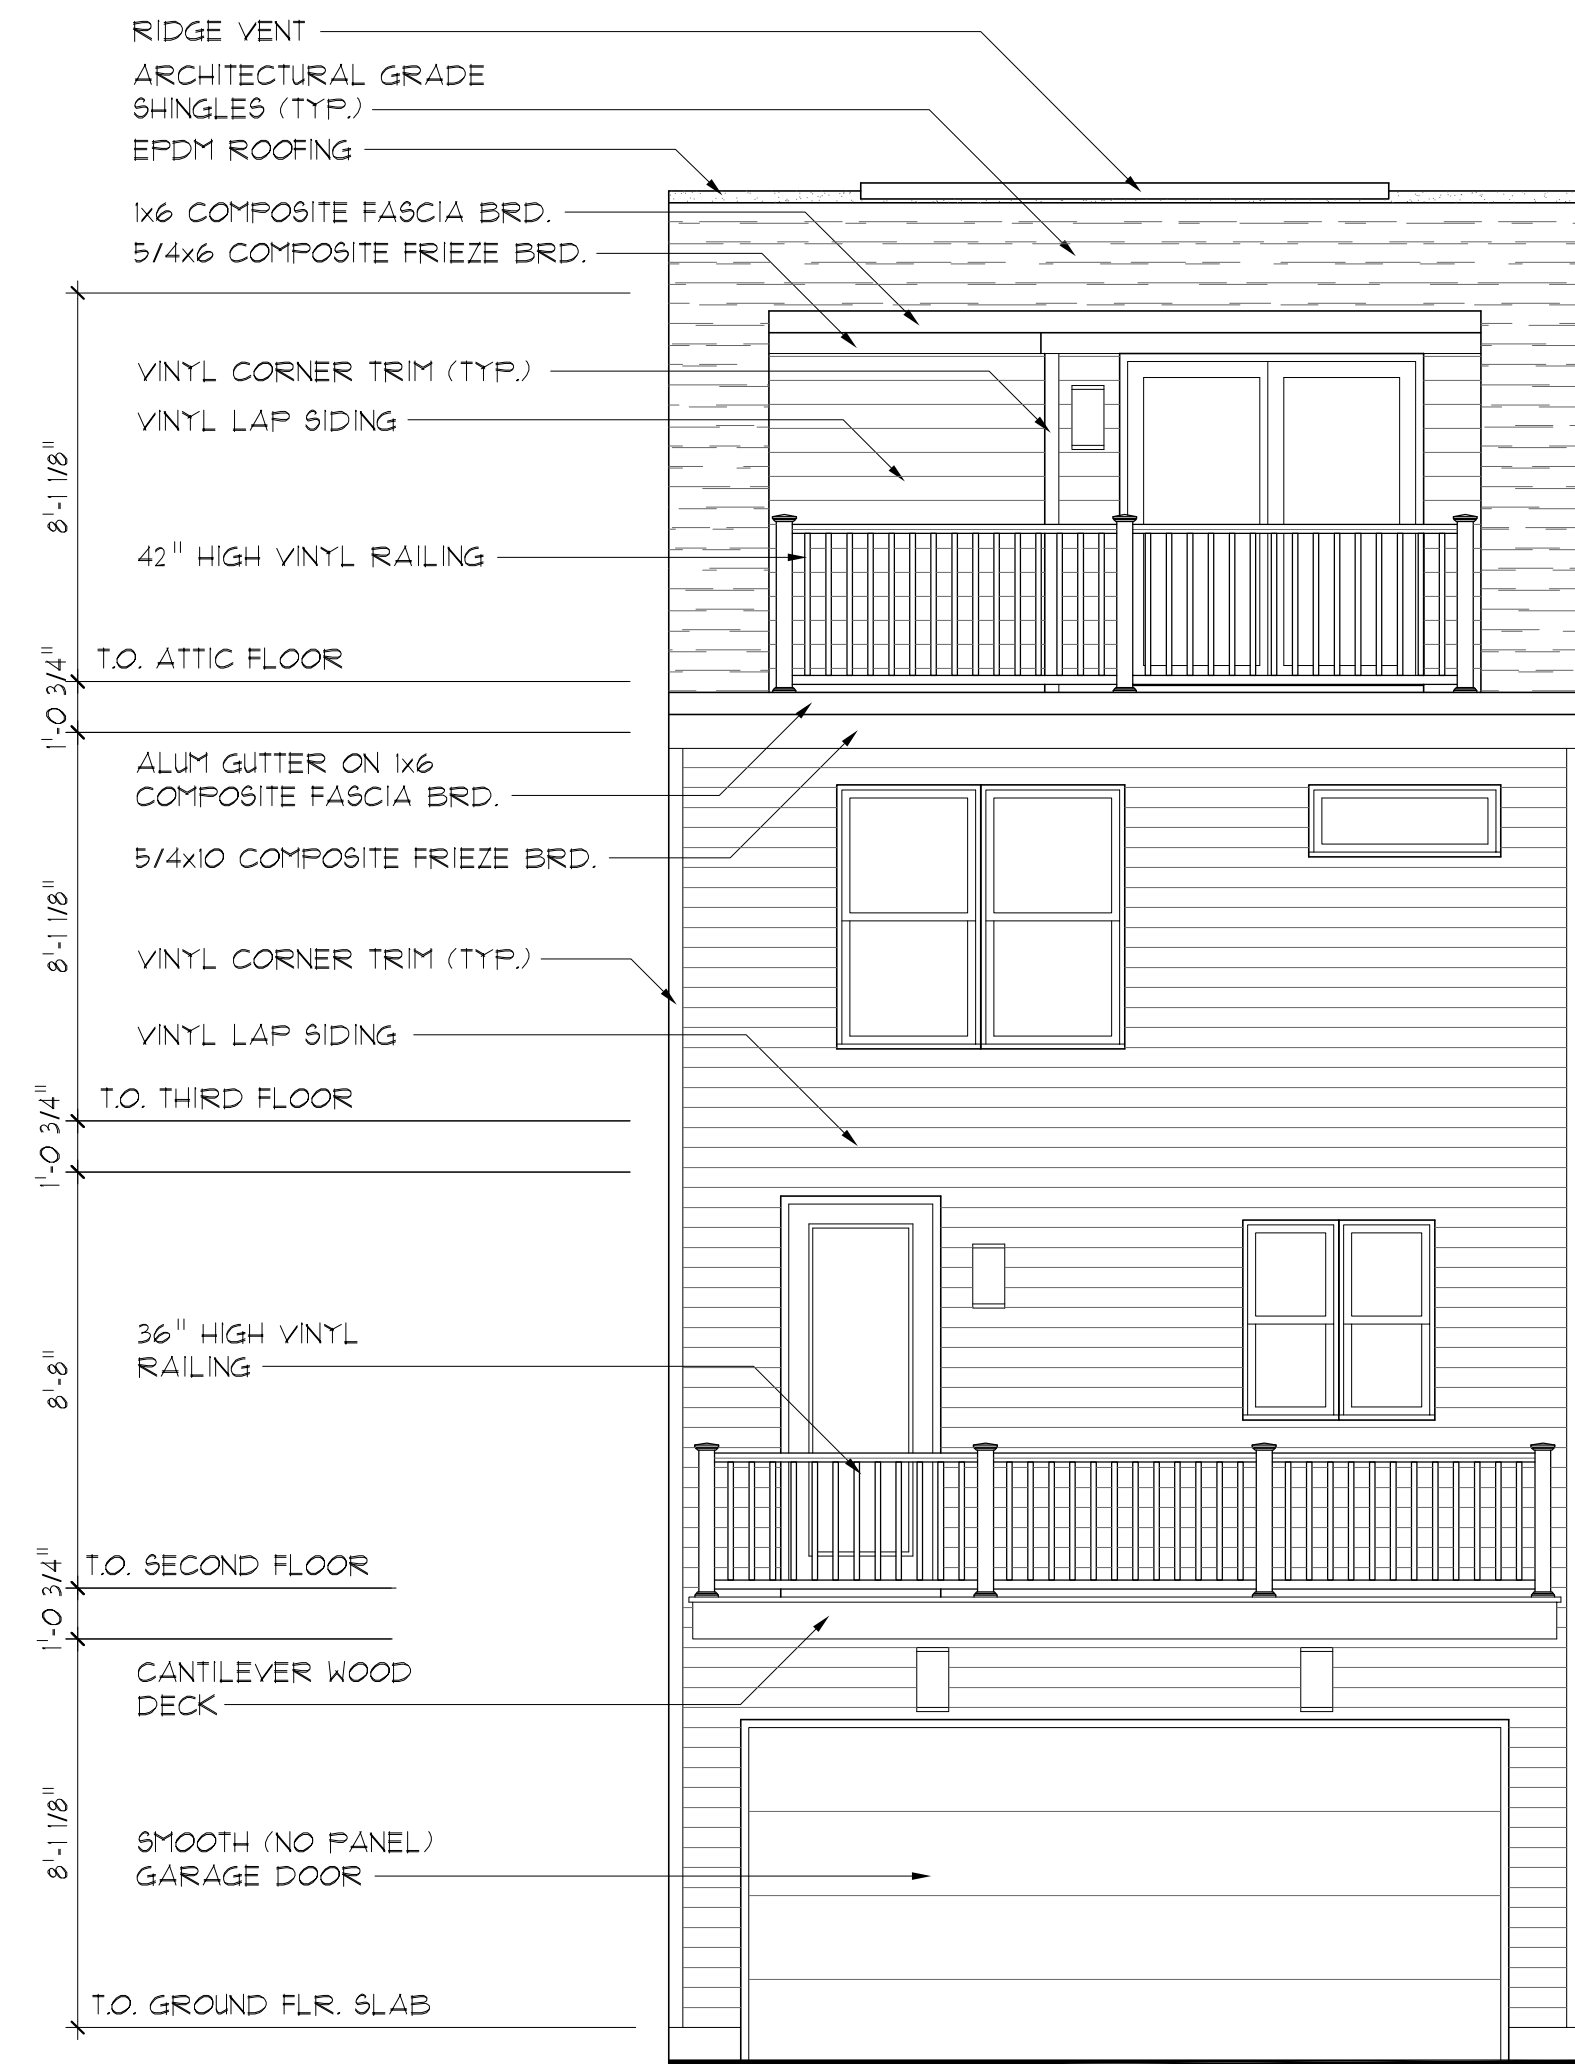 RIDGE VENT
ARCHITECTURAL GRADE
SHINGLES (TYP.)
EPDM ROOFING
1x6 COMPOSITE FASCIA BRD.
5/4x6 COMPOSITE FRIEZE BRD.
VINYL CORNER TRIM (TYP.)
VINYL LAP SIDING
8'-1 1/8"
42" HIGH VINYL RAILING
T.O. ATTIC FLOOR
1'-0 3/4"
ALUM GUTTER ON 1x6
COMPOSITE FASCIA BRD.
5/4x10 COMPOSITE FRIEZE BRD.
8'-1 1/8"
VINYL CORNER TRIM (TYP.)
VINYL LAP SIDING
T.O. THIRD FLOOR
1'-0 3/4"
36" HIGH VINYL
RAILING
8'-8"
T.O. SECOND FLOOR
1'-0 3/4"
CANTILEVER WOOD
DECK
8'-1 1/8"
SMOOTH (NO PANEL)
GARAGE DOOR
T.O. GROUND FLR. SLAB